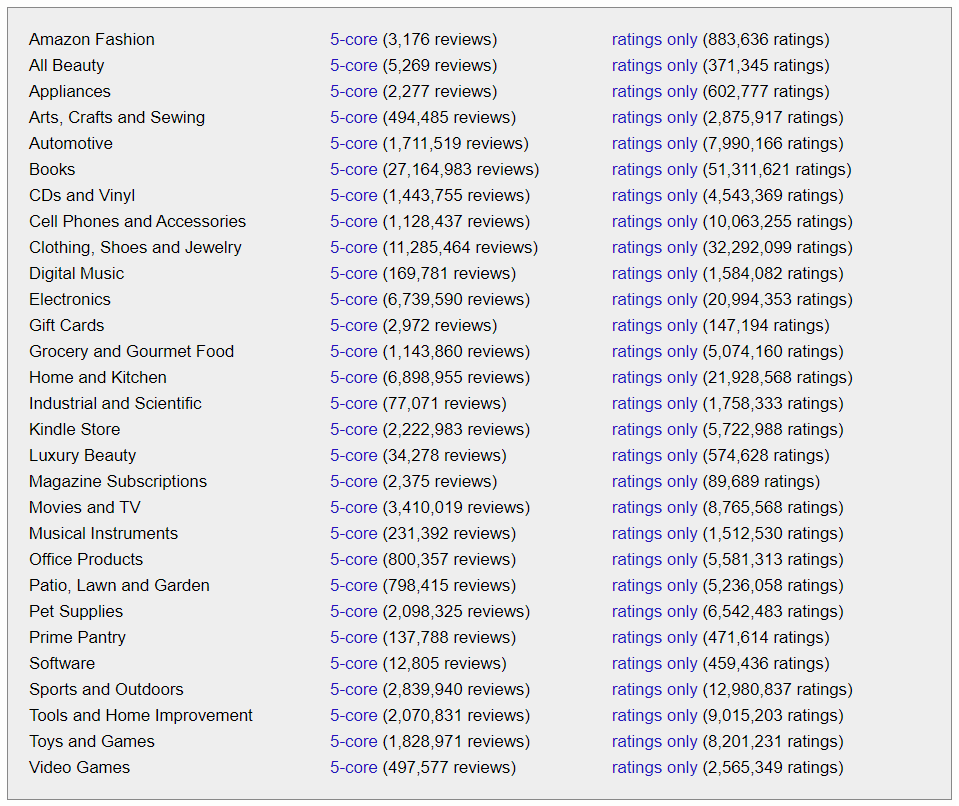 Amazon Fashion 5-core (3,176 reviews) ratings only (883,636 ratings)
All Beauty 5-core (5,269 reviews) ratings only (371,345 ratings)
Appliances 5-core (2,277 reviews) ratings only (602,777 ratings)
Arts, Crafts and Sewing 5-core (494,485 reviews) ratings only (2,875,917 ratings)
Automotive 5-core (1,711,519 reviews) ratings only (7,990,166 ratings)
Books 5-core (27,164,983 reviews) ratings only (51,311,621 ratings)
CDs and Vinyl 5-core (1,443,755 reviews) ratings only (4,543,369 ratings)
Cell Phones and Accessories 5-core (1,128,437 reviews) ratings only (10,063,255 ratings)
Clothing, Shoes and Jewelry 5-core (11,285,464 reviews) ratings only (32,292,099 ratings)
Digital Music 5-core (169,781 reviews) ratings only (1,584,082 ratings)
Electronics 5-core (6,739,590 reviews) ratings only (20,994,353 ratings)
Gift Cards 5-core (2,972 reviews) ratings only (147,194 ratings)
Grocery and Gourmet Food 5-core (1,143,860 reviews) ratings only (5,074,160 ratings)
Home and Kitchen 5-core (6,898,955 reviews) ratings only (21,928,568 ratings)
Industrial and Scientific 5-core (77,071 reviews) ratings only (1,758,333 ratings)
Kindle Store 5-core (2,222,983 reviews) ratings only (5,722,988 ratings)
Luxury Beauty 5-core (34,278 reviews) ratings only (574,628 ratings)
Magazine Subscriptions 5-core (2,375 reviews) ratings only (89,689 ratings)
Movies and TV 5-core (3,410,019 reviews) ratings only (8,765,568 ratings)
Musical Instruments 5-core (231,392 reviews) ratings only (1,512,530 ratings)
Office Products 5-core (800,357 reviews) ratings only (5,581,313 ratings)
Patio, Lawn and Garden 5-core (798,415 reviews) ratings only (5,236,058 ratings)
Pet Supplies 5-core (2,098,325 reviews) ratings only (6,542,483 ratings)
Prime Pantry 5-core (137,788 reviews) ratings only (471,614 ratings)
Software 5-core (12,805 reviews) ratings only (459,436 ratings)
Sports and Outdoors 5-core (2,839,940 reviews) ratings only (12,980,837 ratings)
Tools and Home Improvement 5-core (2,070,831 reviews) ratings only (9,015,203 ratings)
Toys and Games 5-core (1,828,971 reviews) ratings only (8,201,231 ratings)
Video Games 5-core (497,577 reviews) ratings only (2,565,349 ratings)